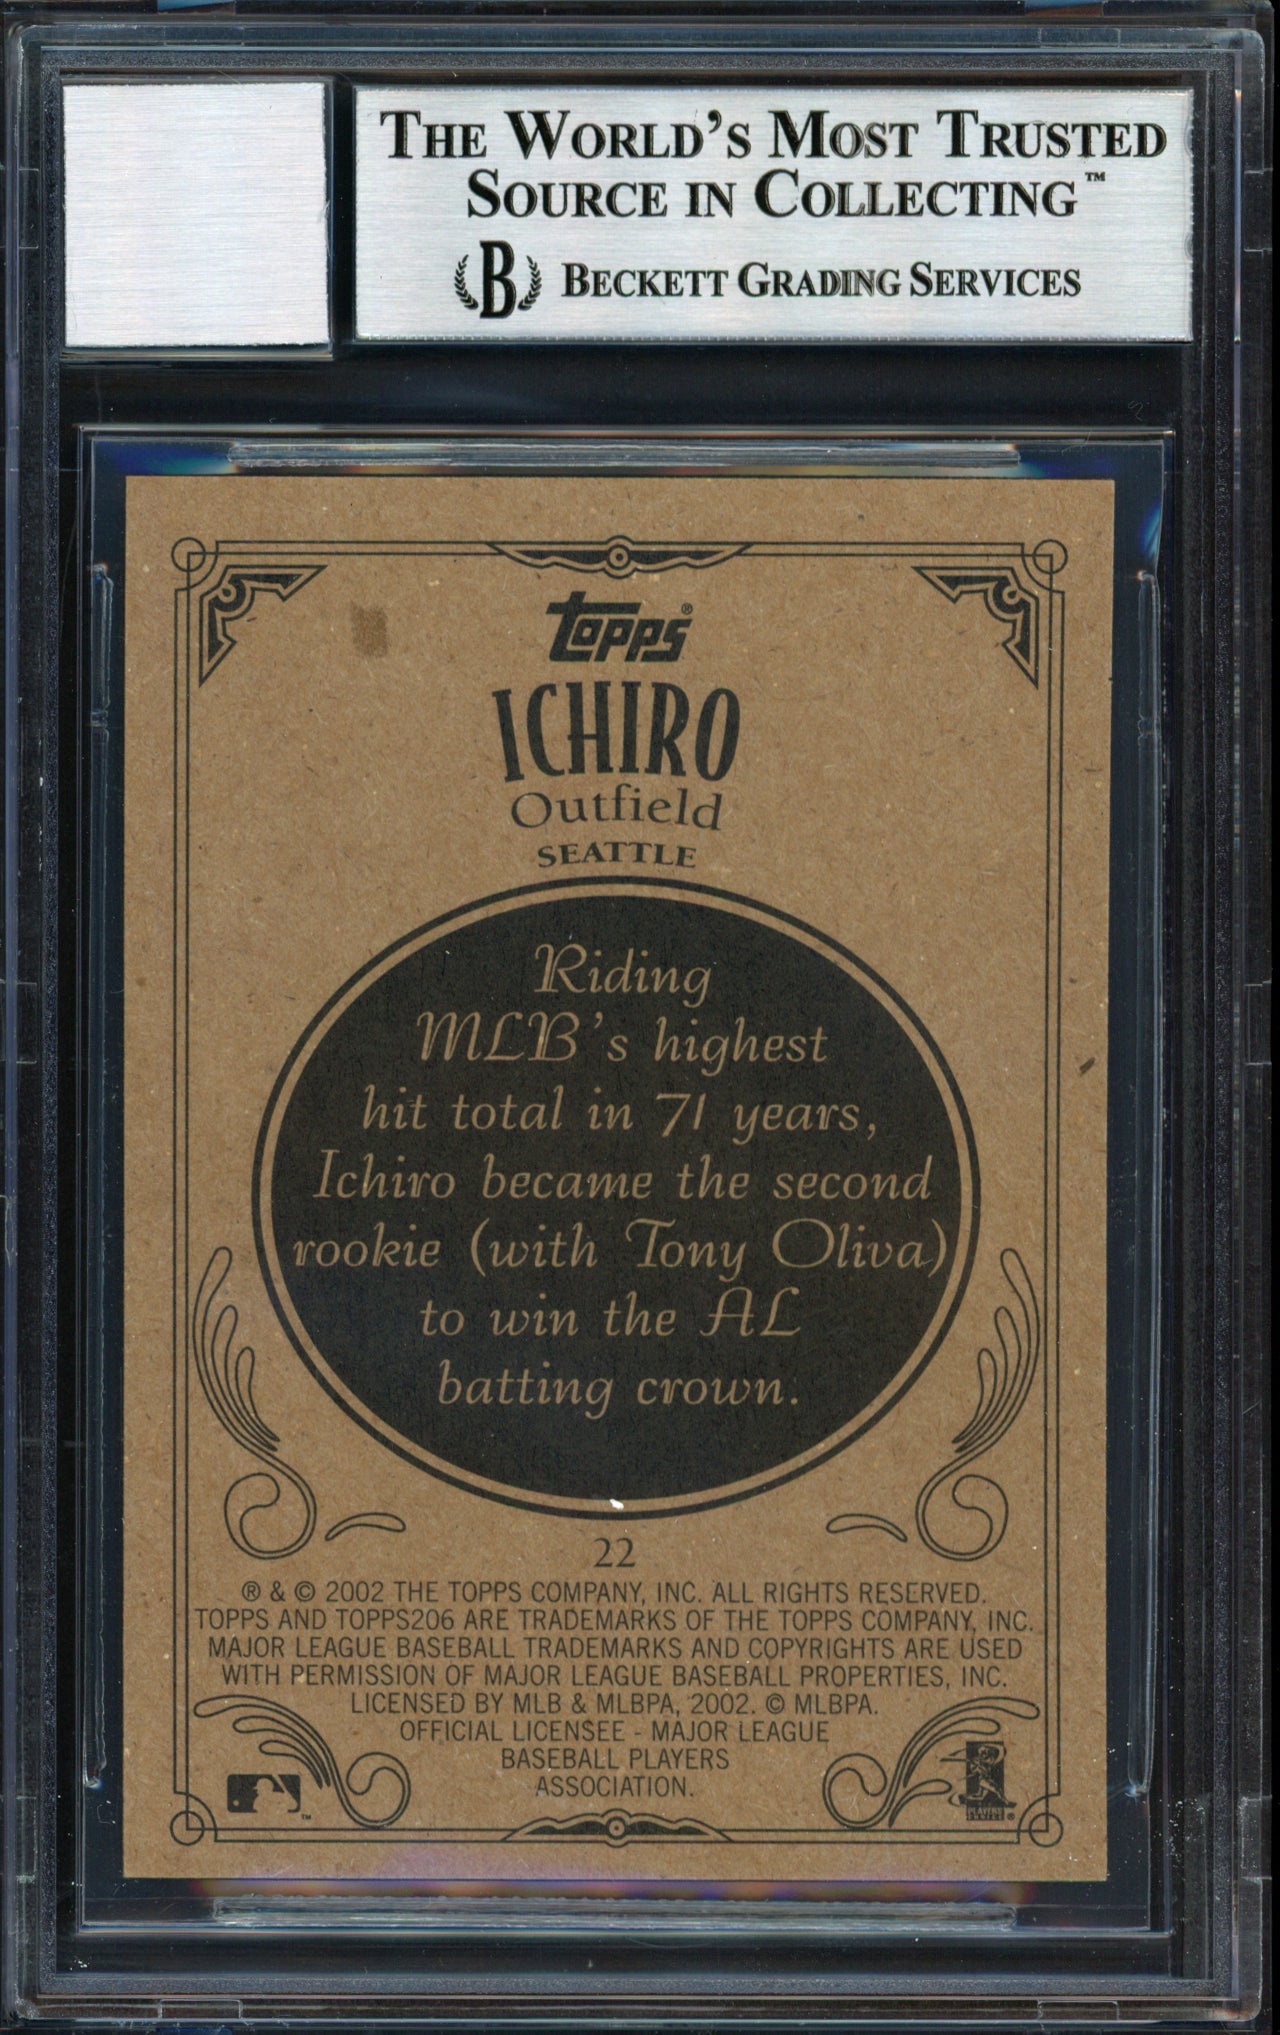 THE WORLD'S MOST TRUSTED
SOURCE IN COLLECTING™
B BECKETT GRADING SERVICES
Topps®
ICHIRO
Outfield
SEATTLE
Riding
MLB's highest
hit total in 71 years,
Ichiro became the second
rookie (with Tony Oliva)
to win the AL
batting crown.
22
® & © 2002 THE TOPPS COMPANY, INC. ALL RIGHTS RESERVED.
TOPPS AND TOPPS206 ARE TRADEMARKS OF THE TOPPS COMPANY, INC.
MAJOR LEAGUE BASEBALL TRADEMARKS AND COPYRIGHTS ARE USED
WITH PERMISSION OF MAJOR LEAGUE BASEBALL PROPERTIES, INC.
LICENSED BY MLB & MLBPA, 2002. © MLBPA.
OFFICIAL LICENSEE - MAJOR LEAGUE
BASEBALL PLAYERS
ASSOCIATION.
™
PLAYERS
CHOICE®